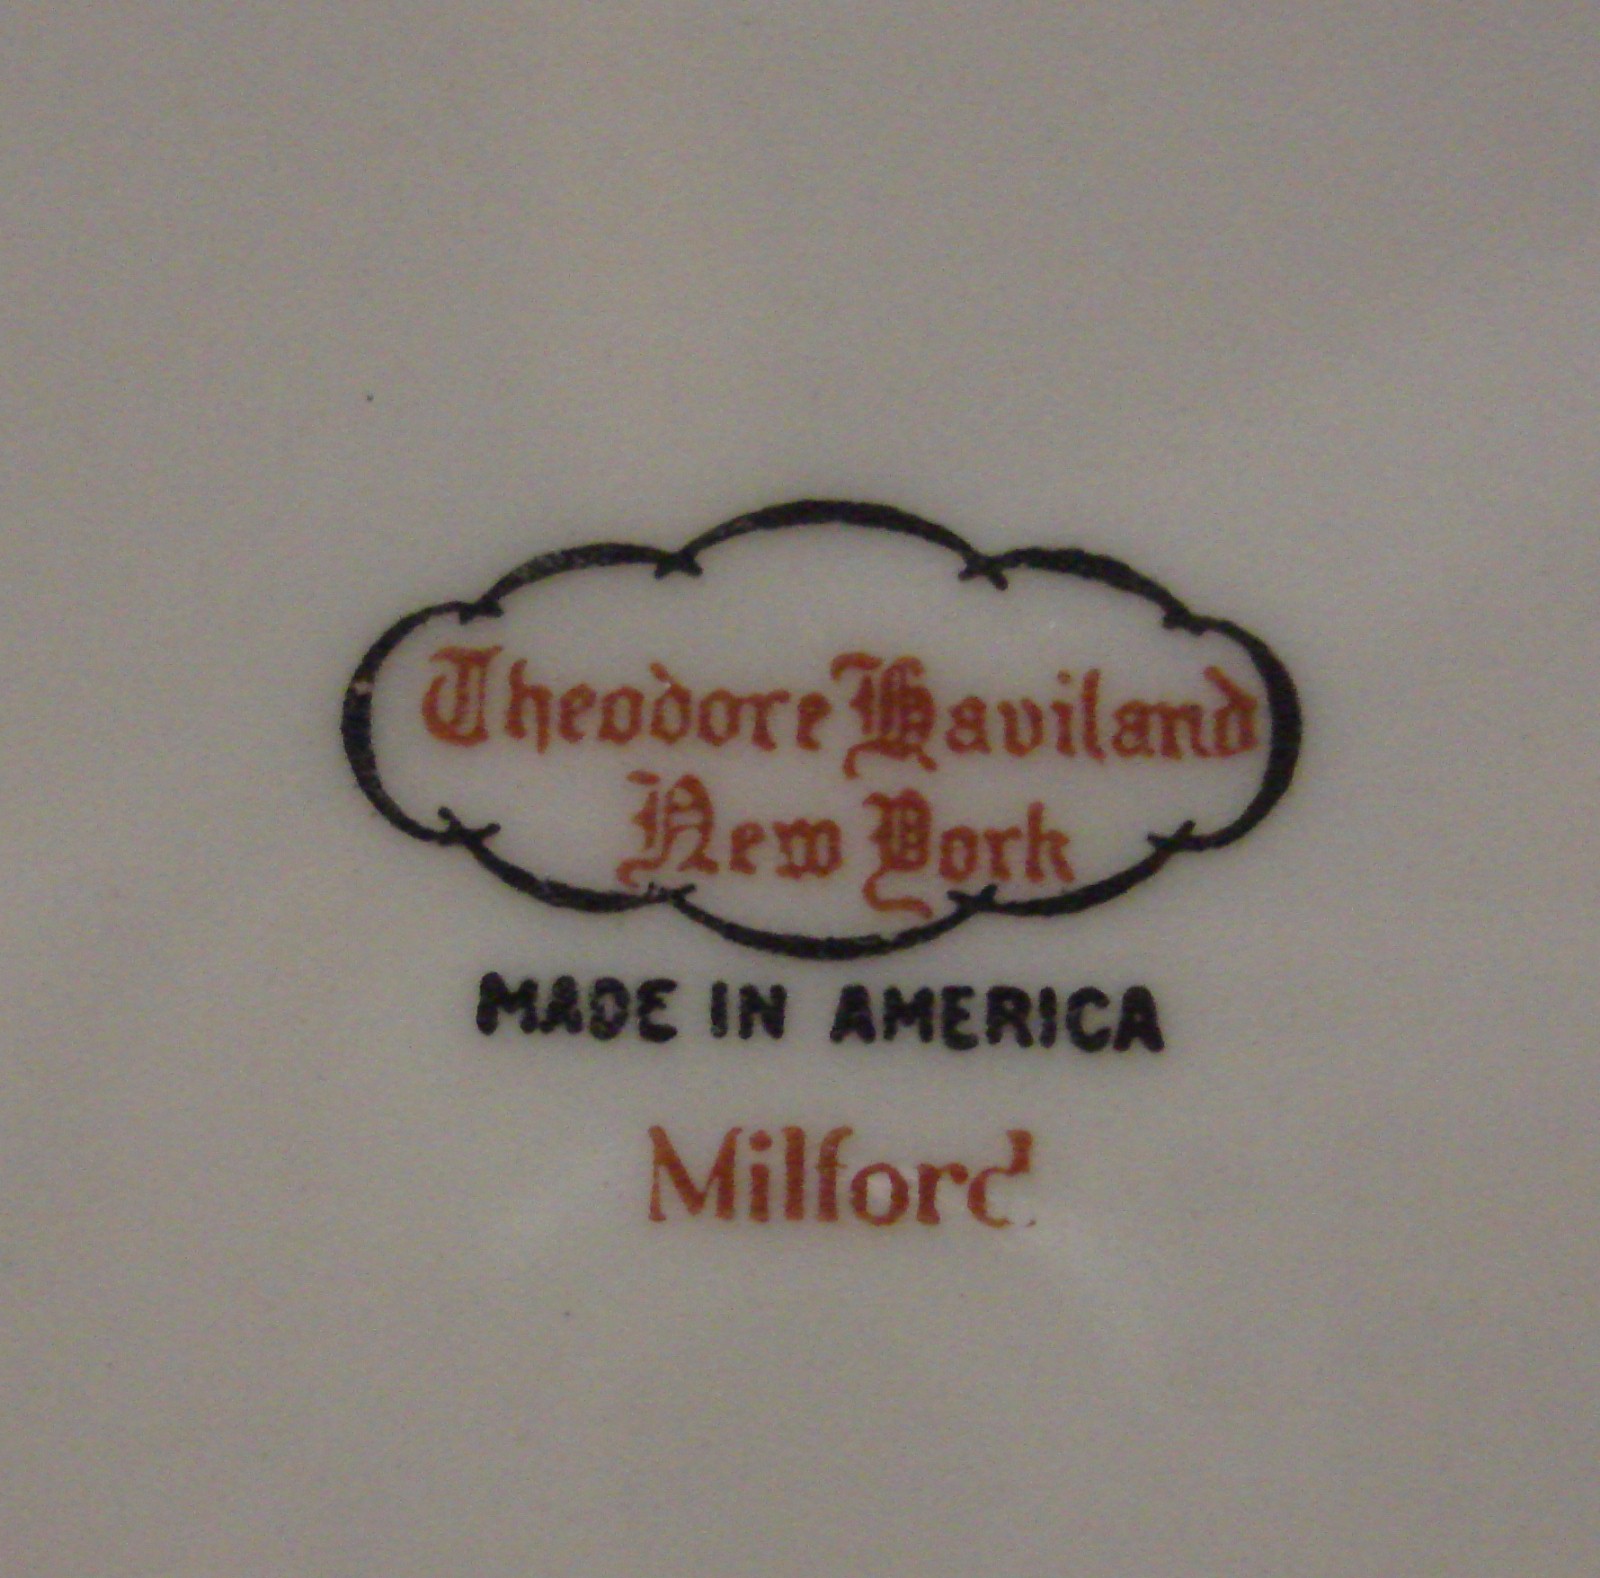 Theodore Haviland
New York
MADE IN AMERICA
Milford